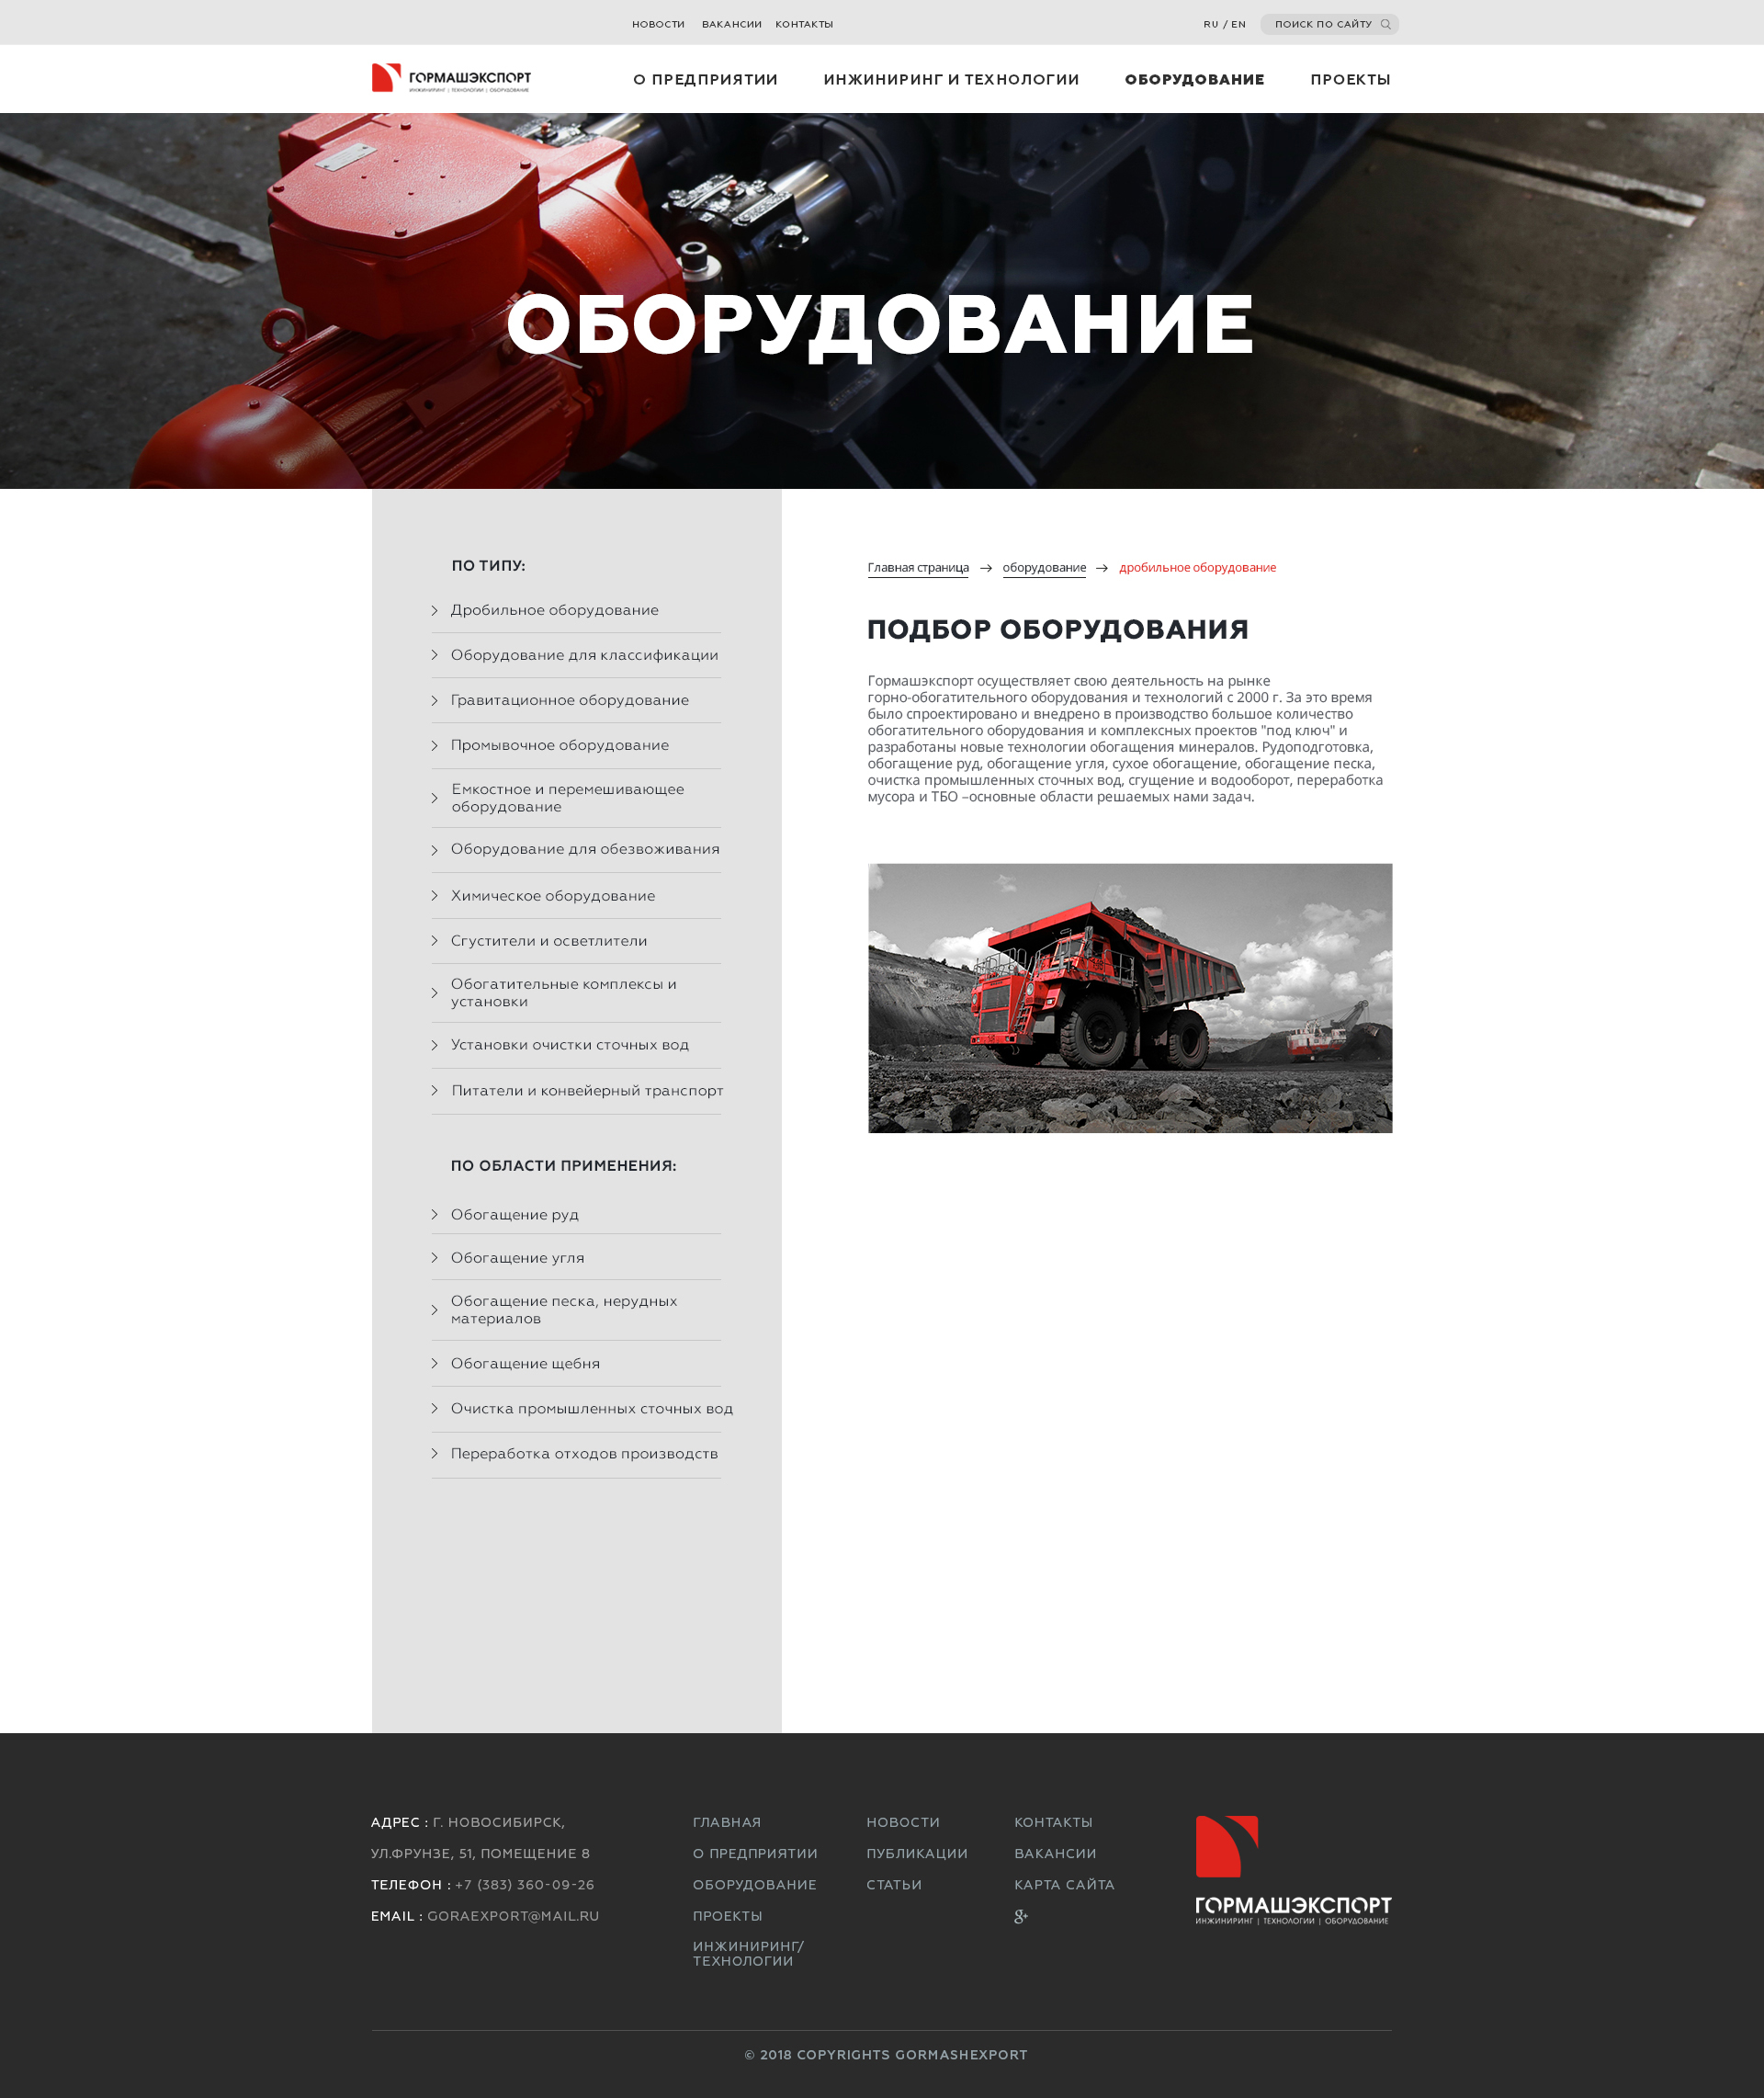 НОВОСТИ ВАКАНСИИ КОНТАКТЫ RU / EN ПОИСК ПО САЙТУ
ГОРМАШЭКСПОРТ
ИНЖИНИРИНГ | ТЕХНОЛОГИИ | ОБОРУДОВАНИЕ
О ПРЕДПРИЯТИИ ИНЖИНИРИНГ И ТЕХНОЛОГИИ ОБОРУДОВАНИЕ ПРОЕКТЫ
ОБОРУДОВАНИЕ
ПО ТИПУ:
Дробильное оборудование
Оборудование для классификации
Гравитационное оборудование
Промывочное оборудование
Емкостное и перемешивающее
оборудование
Оборудование для обезвоживания
Химическое оборудование
Сгустители и осветлители
Обогатительные комплексы и
установки
Установки очистки сточных вод
Питатели и конвейерный транспорт
ПО ОБЛАСТИ ПРИМЕНЕНИЯ:
Обогащение руд
Обогащение угля
Обогащение песка, нерудных
материалов
Обогащение щебня
Очистка промышленных сточных вод
Переработка отходов производств
Главная страница → оборудование → дробильное оборудование
ПОДБОР ОБОРУДОВАНИЯ
Гормашэкспорт осуществляет свою деятельность на рынке
горно-обогатительного оборудования и технологий с 2000 г. За это время
было спроектировано и внедрено в производство большое количество
обогатительного оборудования и комплексных проектов "под ключ" и
разработаны новые технологии обогащения минералов. Рудоподготовка,
обогащение руд, обогащение угля, сухое обогащение, обогащение песка,
очистка промышленных сточных вод, сгущение и водооборот, переработка
мусора и ТБО –основные области решаемых нами задач.
АДРЕС : Г. НОВОСИБИРСК,
УЛ.ФРУНЗЕ, 51, ПОМЕЩЕНИЕ 8
ТЕЛЕФОН : +7 (383) 360-09-26
EMAIL : GORAEXPORT@MAIL.RU
ГЛАВНАЯ
О ПРЕДПРИЯТИИ
ОБОРУДОВАНИЕ
ПРОЕКТЫ
ИНЖИНИРИНГ/
ТЕХНОЛОГИИ
НОВОСТИ
ПУБЛИКАЦИИ
СТАТЬИ
КОНТАКТЫ
ВАКАНСИИ
КАРТА САЙТА
g+
ГОРМАШЭКСПОРТ
ИНЖИНИРИНГ | ТЕХНОЛОГИИ | ОБОРУДОВАНИЕ
© 2018 COPYRIGHTS GORMASHEXPORT